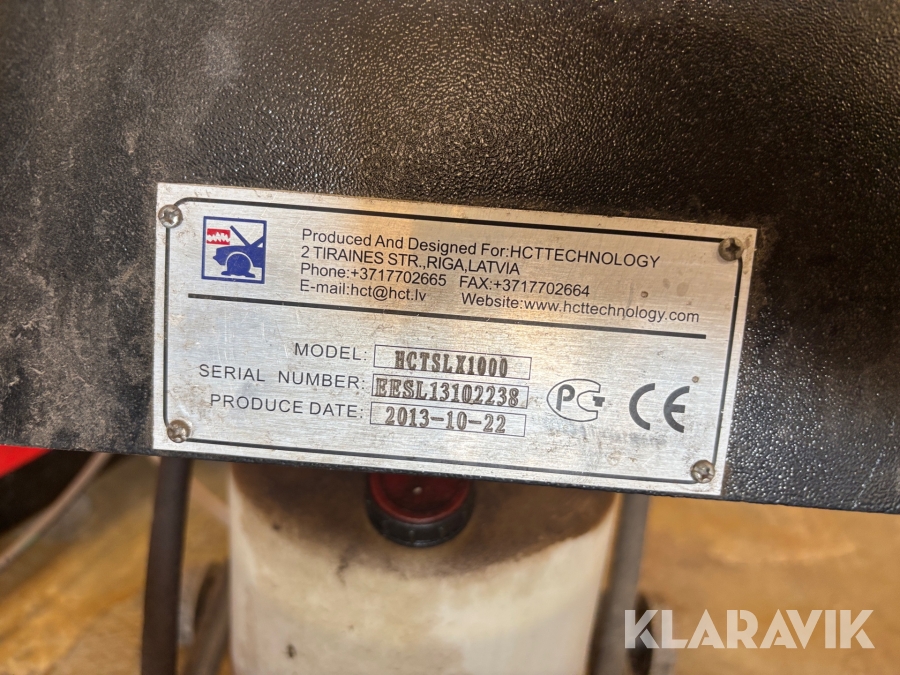 Produced And Designed For:HCTTECHNOLOGY
2 TIRAINES STR.,RIGA,LATVIA
Phone:+3717702665 FAX:+3717702664
E-mail:hct@hct.lv Website:www.hcttechnology.com
MODEL: HCTSLX1000
SERIAL NUMBER: EESL13102238
PRODUCE DATE: 2013-10-22
PG CE
KLARAVIK